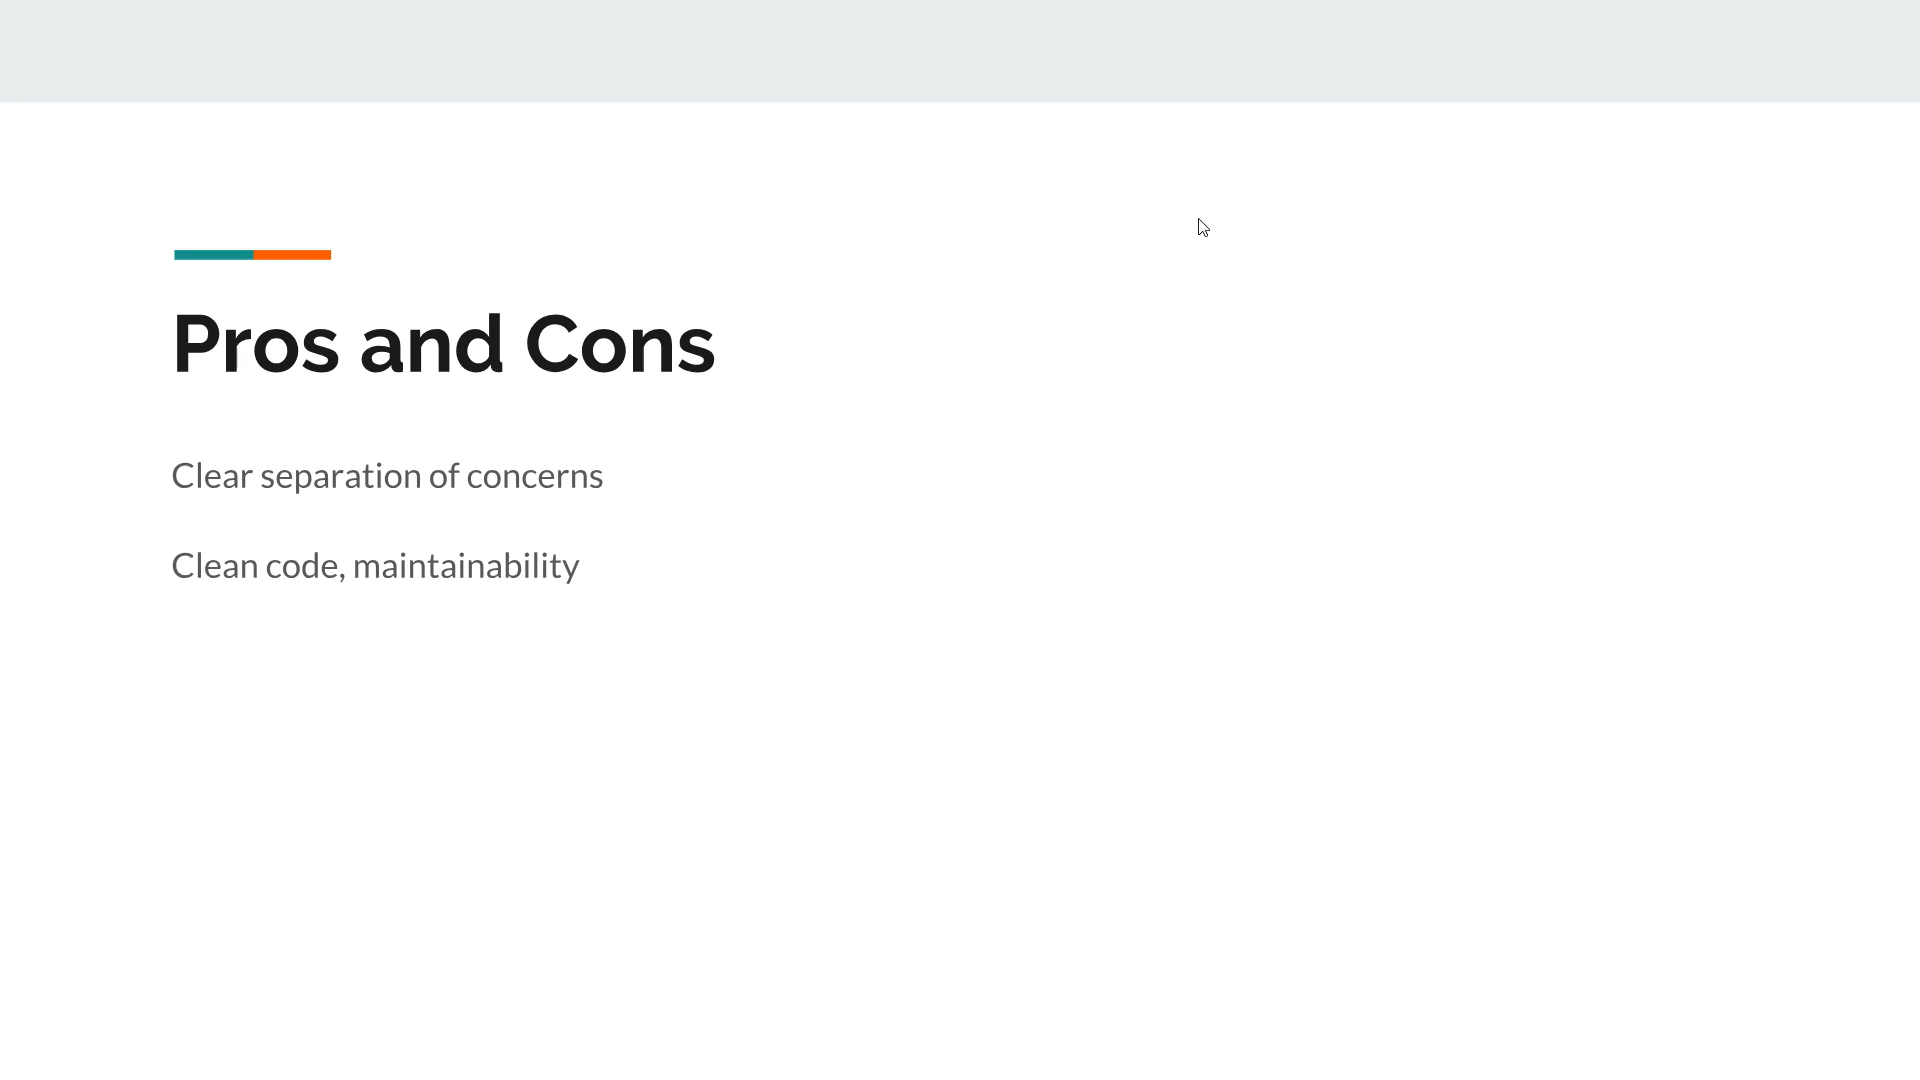 Pros and Cons
Clear separation of concerns
Clean code, maintainability